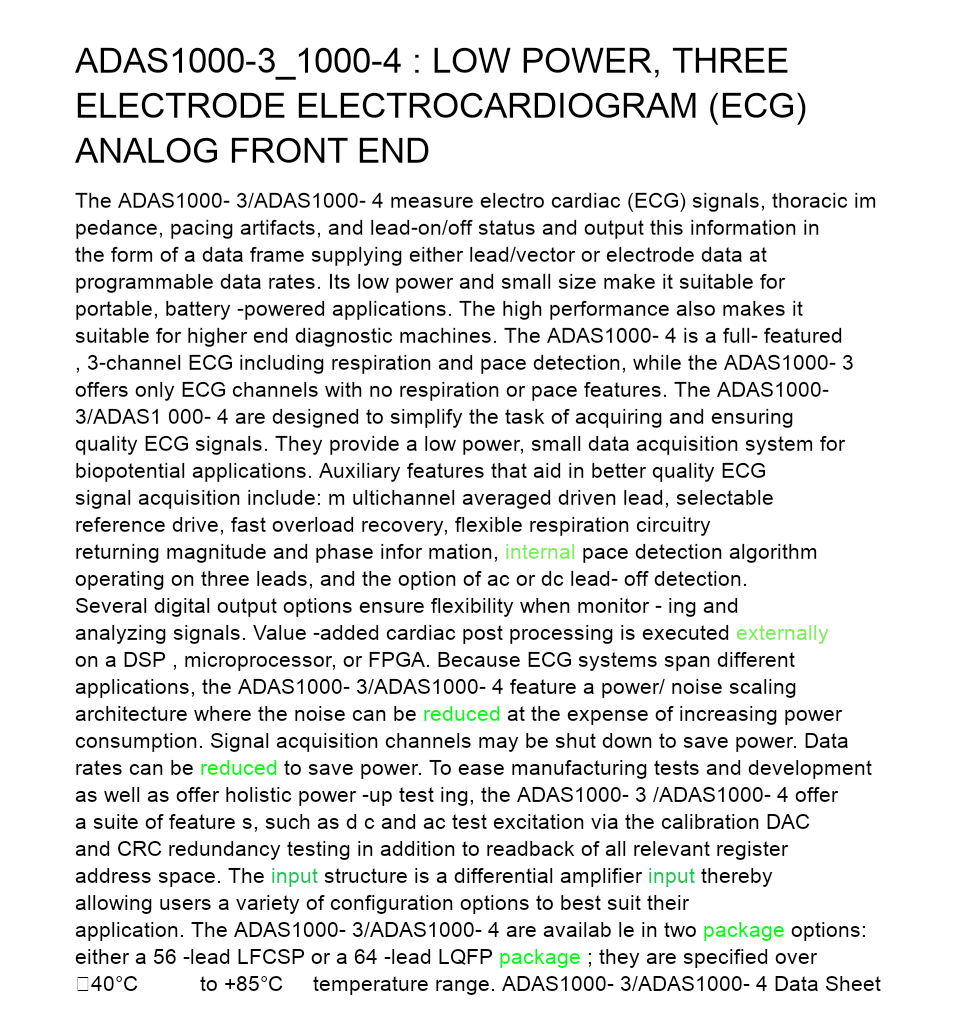 ADAS1000-3_1000-4 : LOW POWER, THREE
ELECTRODE ELECTROCARDIOGRAM (ECG)
ANALOG FRONT END
The ADAS1000- 3/ADAS1000- 4 measure electro cardiac (ECG) signals, thoracic im
pedance, pacing artifacts, and lead-on/off status and output this information in
the form of a data frame supplying either lead/vector or electrode data at
programmable data rates. Its low power and small size make it suitable for
portable, battery -powered applications. The high performance also makes it
suitable for higher end diagnostic machines. The ADAS1000- 4 is a full- featured
, 3-channel ECG including respiration and pace detection, while the ADAS1000- 3
offers only ECG channels with no respiration or pace features. The ADAS1000-
3/ADAS1 000- 4 are designed to simplify the task of acquiring and ensuring
quality ECG signals. They provide a low power, small data acquisition system for
biopotential applications. Auxiliary features that aid in better quality ECG
signal acquisition include: m ultichannel averaged driven lead, selectable
reference drive, fast overload recovery, flexible respiration circuitry
returning magnitude and phase infor mation, internal pace detection algorithm
operating on three leads, and the option of ac or dc lead- off detection.
Several digital output options ensure flexibility when monitor - ing and
analyzing signals. Value -added cardiac post processing is executed externally
on a DSP , microprocessor, or FPGA. Because ECG systems span different
applications, the ADAS1000- 3/ADAS1000- 4 feature a power/ noise scaling
architecture where the noise can be reduced at the expense of increasing power
consumption. Signal acquisition channels may be shut down to save power. Data
rates can be reduced to save power. To ease manufacturing tests and development
as well as offer holistic power -up test ing, the ADAS1000- 3 /ADAS1000- 4 offer
a suite of feature s, such as d c and ac test excitation via the calibration DAC
and CRC redundancy testing in addition to readback of all relevant register
address space. The input structure is a differential amplifier input thereby
allowing users a variety of configuration options to best suit their
application. The ADAS1000- 3/ADAS1000- 4 are availab le in two package options:
either a 56 -lead LFCSP or a 64 -lead LQFP package ; they are specified over
□40°C to +85°C temperature range. ADAS1000- 3/ADAS1000- 4 Data Sheet